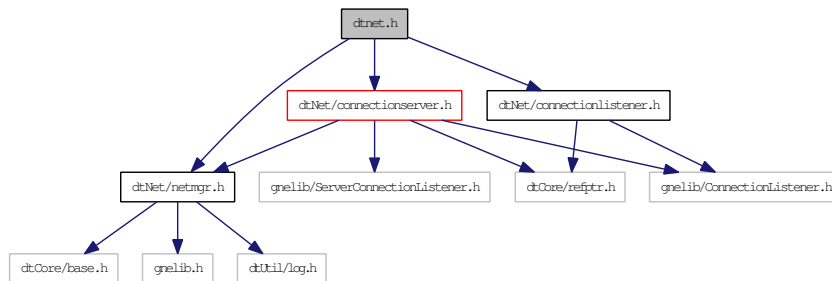 dtnet.h
dtNet/connectionserver.h
dtNet/connectionlistener.h
dtNet/netmgr.h
gnelib/ServerConnectionListener.h
dtCore/refptr.h
gnelib/ConnectionListener.h
dtCore/base.h
gnelib.h
dtUtil/log.h